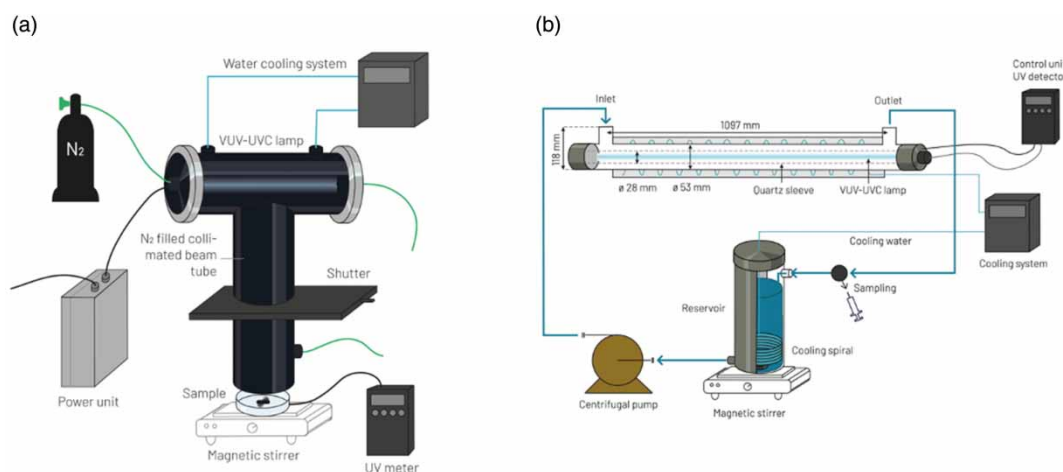 (a)
Water cooling system
VUV-UVC lamp
N2
N2 filled colli-
mated beam
tube
Shutter
Sample
Power unit
Magnetic stirrer
UV meter
(b)
Control uni
UV detecto
Inlet
Outlet
1097 mm
118 mm
ø 28 mm
ø 53 mm
Quartz sleeve
VUV-UVC lamp
Cooling water
Cooling system
Sampling
Reservoir
Cooling spiral
Centrifugal pump
Magnetic stirrer